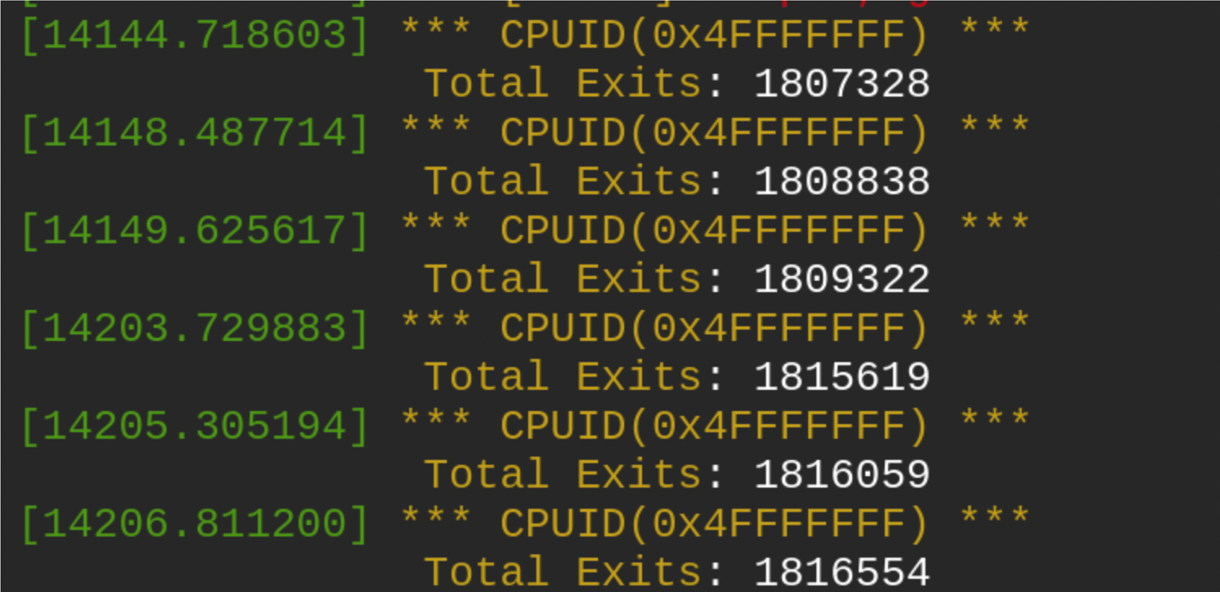 [14144.718603] *** CPUID(0x4FFFFFFF) ***
Total Exits: 1807328
[14148.487714] *** CPUID(0x4FFFFFFF) ***
Total Exits: 1808838
[14149.625617] *** CPUID(0x4FFFFFFF) ***
Total Exits: 1809322
[14203.729883] *** CPUID(0x4FFFFFFF) ***
Total Exits: 1815619
[14205.305194] *** CPUID(0x4FFFFFFF) ***
Total Exits: 1816059
[14206.811200] *** CPUID(0x4FFFFFFF) ***
Total Exits: 1816554